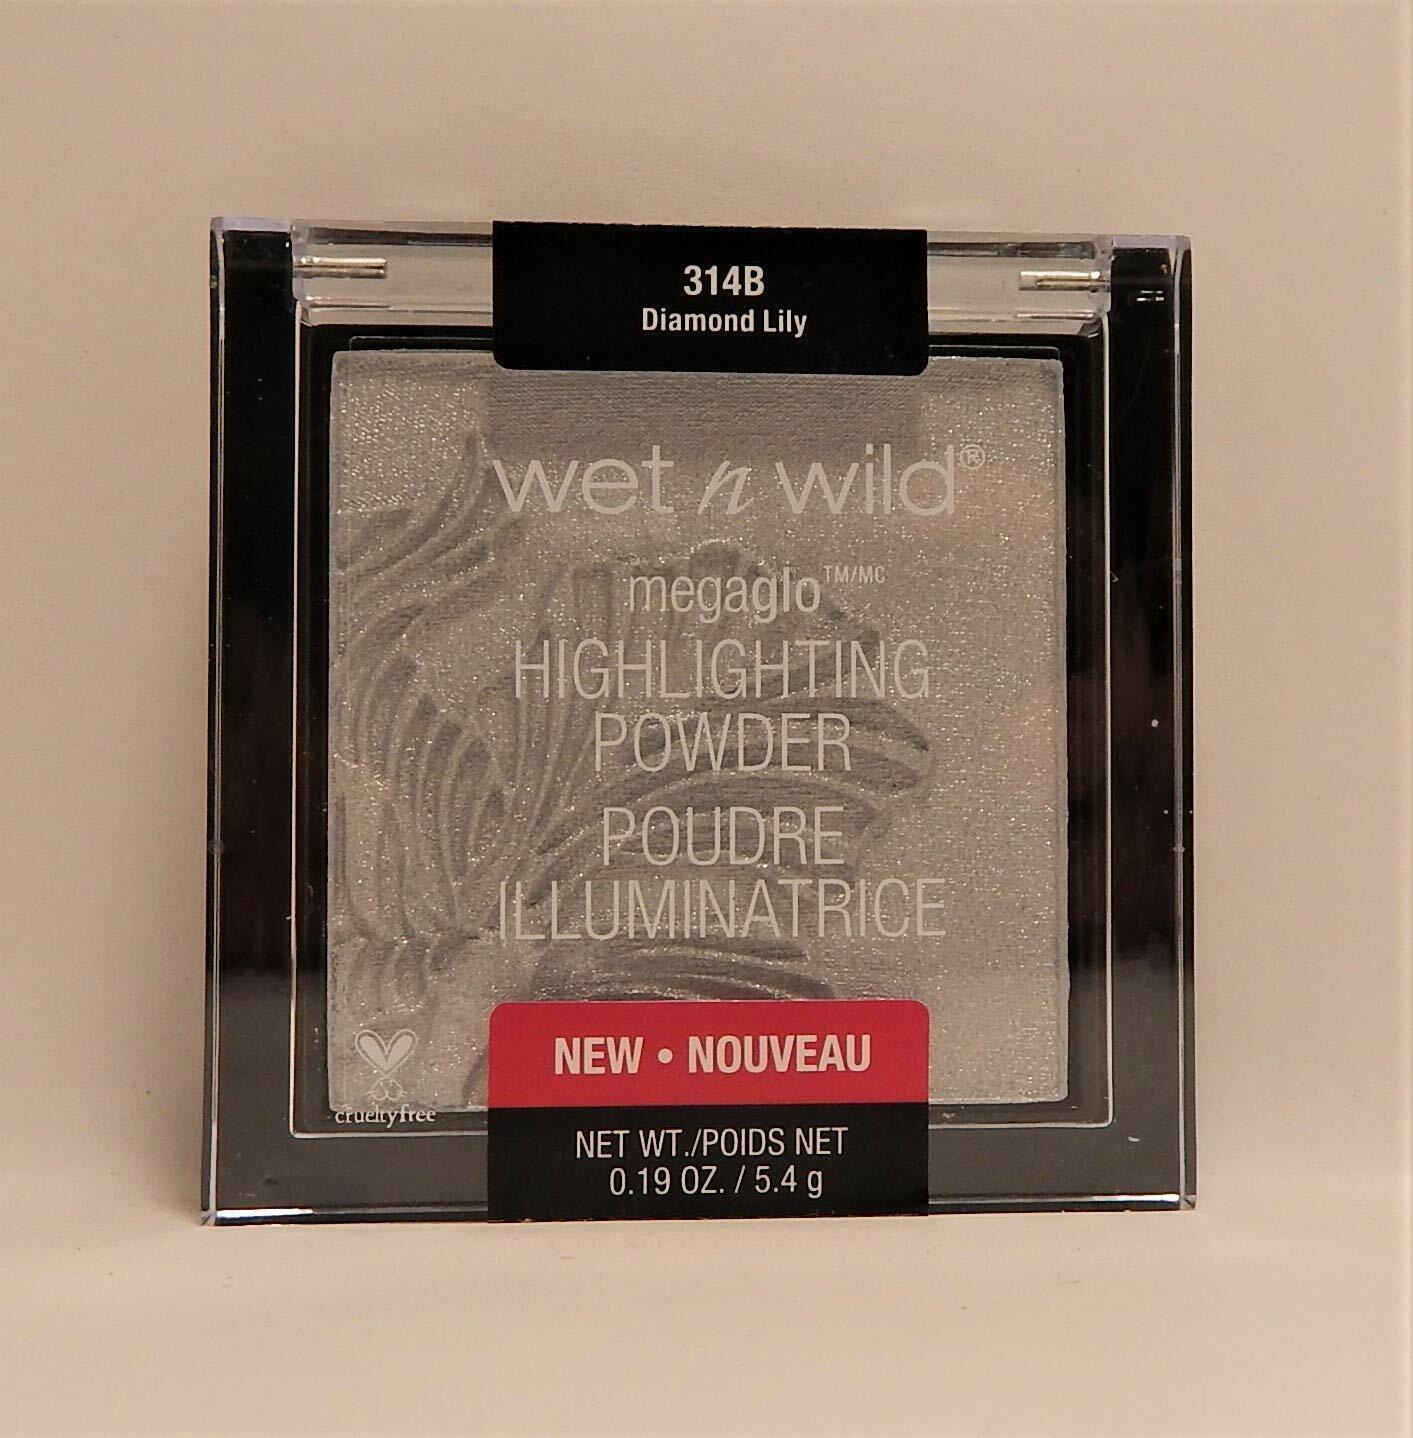 314B
Diamond Lily
wet n wild®
megaglo™/MC
HIGHLIGHTING
POWDER
POUDRE
ILLUMINATRICE
crueltyfree
NEW • NOUVEAU
NET WT./POIDS NET
0.19 OZ. / 5.4 g